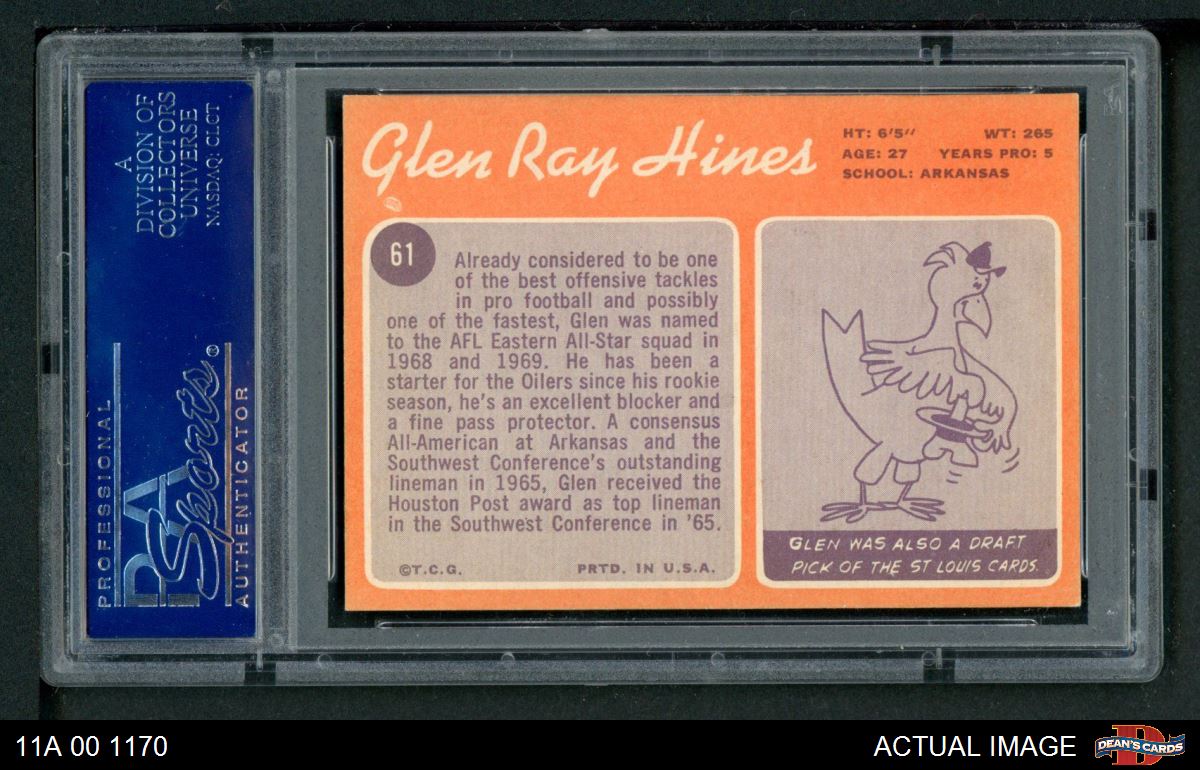 A
DIVISION OF
COLLECTORS
UNIVERSE
NASDAQ: CLCT
PROFESSIONAL
PSA
Sports®
AUTHENTICATOR
Glen Ray Hines
HT: 6'5"
WT: 265
AGE: 27
YEARS PRO: 5
SCHOOL: ARKANSAS
61
Already considered to be one
of the best offensive tackles
in pro football and possibly
one of the fastest, Glen was named
to the AFL Eastern All-Star squad in
1968 and 1969. He has been a
starter for the Oilers since his rookie
season, he's an excellent blocker and
a fine pass protector. A consensus
All-American at Arkansas and the
Southwest Conference's outstanding
lineman in 1965, Glen received the
Houston Post award as top lineman
in the Southwest Conference in '65.
©T.C.G.
PRTD. IN U.S.A.
GLEN WAS ALSO A DRAFT
PICK OF THE ST LOUIS CARDS.
11A 00 1170
ACTUAL IMAGE
DEAN'S CARDS